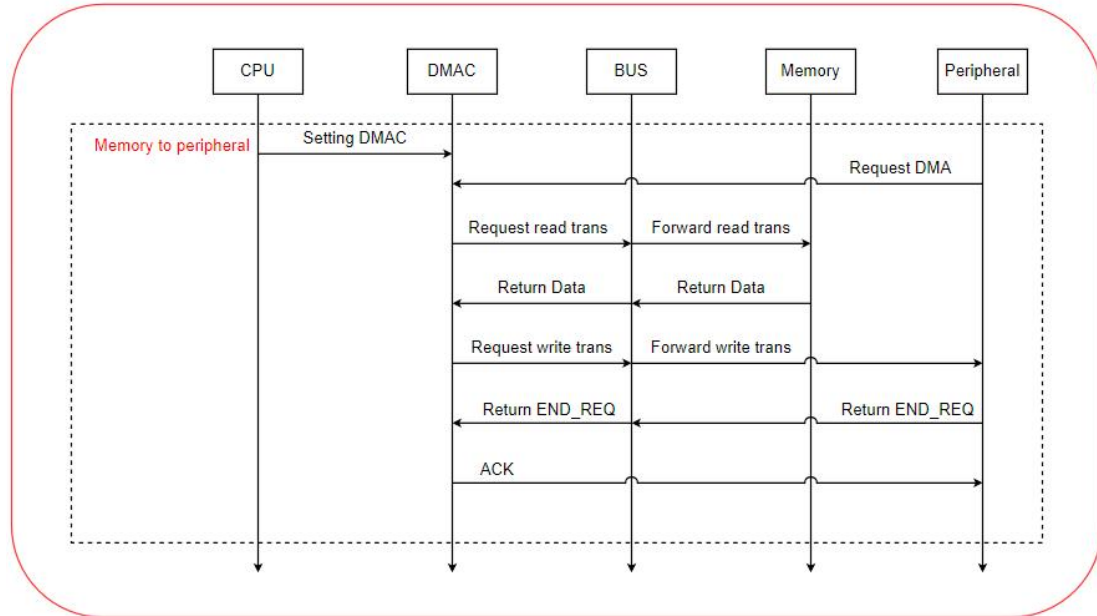 CPU
DMAC
BUS
Memory
Peripheral
Memory to peripheral
Setting DMAC
Request DMA
Request read trans
Forward read trans
Return Data
Return Data
Request write trans
Forward write trans
Return END_REQ
Return END_REQ
ACK